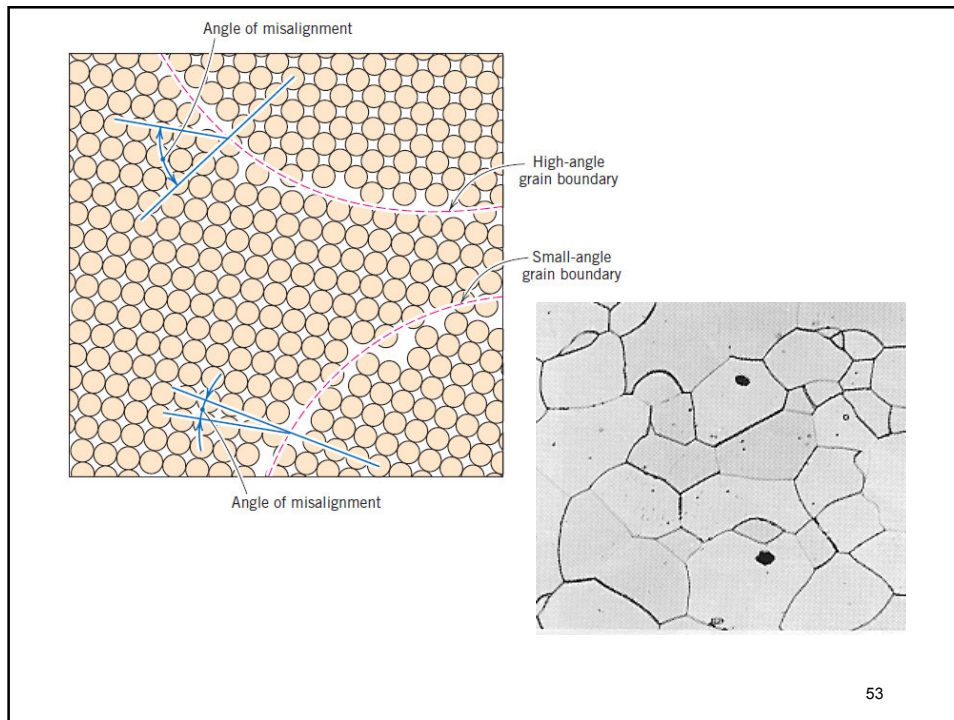 Angle of misalignment
High-angle
grain boundary
Small-angle
grain boundary
Angle of misalignment
53